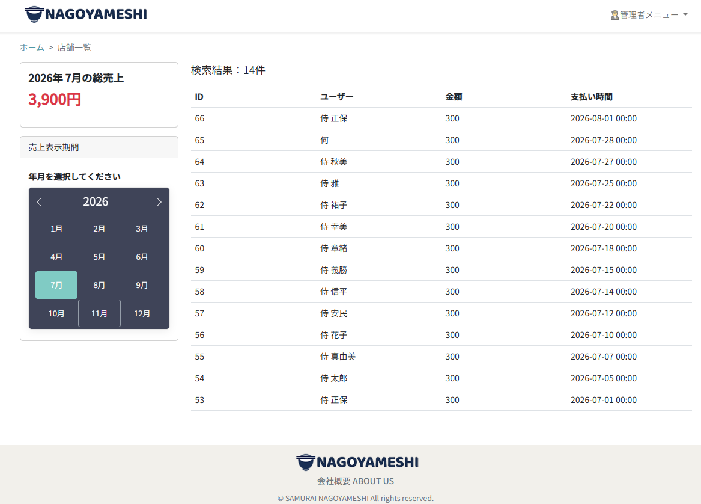 NAGOYAMESHI
管理者メニュー
ホーム > 店舗一覧
2026年 7月の総売上
3,900円
売上表示期間
年月を選択してください
2026
1月 2月 3月
4月 5月 6月
7月 8月 9月
10月 11月 12月
検索結果：14件
ID ユーザー 金額 支払い時間
66 侍 正保 300 2026-08-01 00:00
65 何 300 2026-07-28 00:00
64 侍 秋美 300 2026-07-27 00:00
63 侍 雅 300 2026-07-25 00:00
62 侍 祐子 300 2026-07-22 00:00
61 侍 幸美 300 2026-07-20 00:00
60 侍 300 2026-07-18 00:00
59 侍 義勝 300 2026-07-15 00:00
58 侍 信平 300 2026-07-14 00:00
57 侍 安民 300 2026-07-12 00:00
56 侍 花子 300 2026-07-10 00:00
55 侍 真由美 300 2026-07-07 00:00
54 侍 太郎 300 2026-07-05 00:00
53 侍 正保 300 2026-07-01 00:00
NAGOYAMESHI
会社概要 ABOUT US
© SAMURAI NAGOYAMESHI All rights reserved.